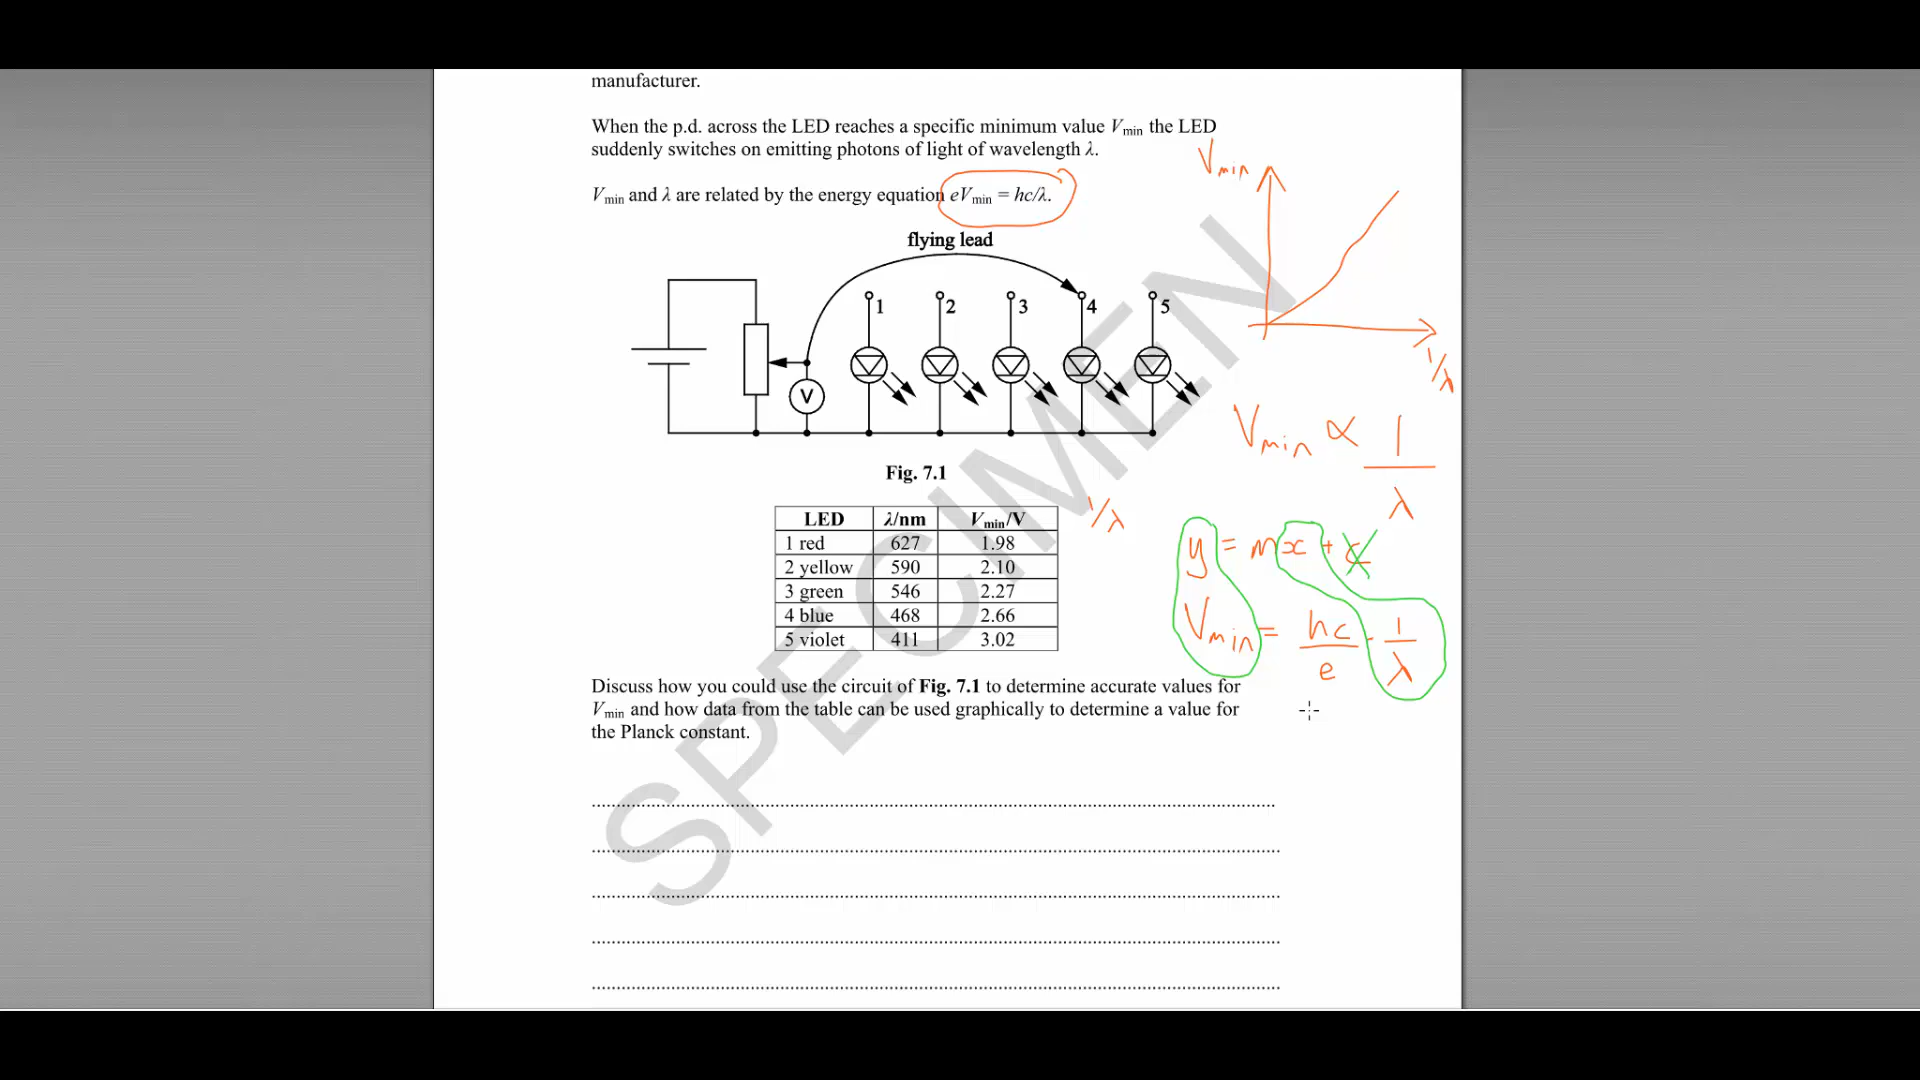 manufacturer.
When the p.d. across the LED reaches a specific minimum value Vmin the LED
suddenly switches on emitting photons of light of wavelength λ.
Vmin and λ are related by the energy equation eVmin = hc/λ.
Vmin
flying lead
1 2 3 4 5
V
1/λ
Vmin ∝ 1/λ
Fig. 7.1
LED λ/nm Vmin/V
1/λ
1 red 627 1.98
2 yellow 590 2.10
3 green 546 2.27
4 blue 468 2.66
5 violet 411 3.02
y = mx + c
Vmin = hc/e · 1/λ
Discuss how you could use the circuit of Fig. 7.1 to determine accurate values for
Vmin and how data from the table can be used graphically to determine a value for
the Planck constant.
SPECIMEN